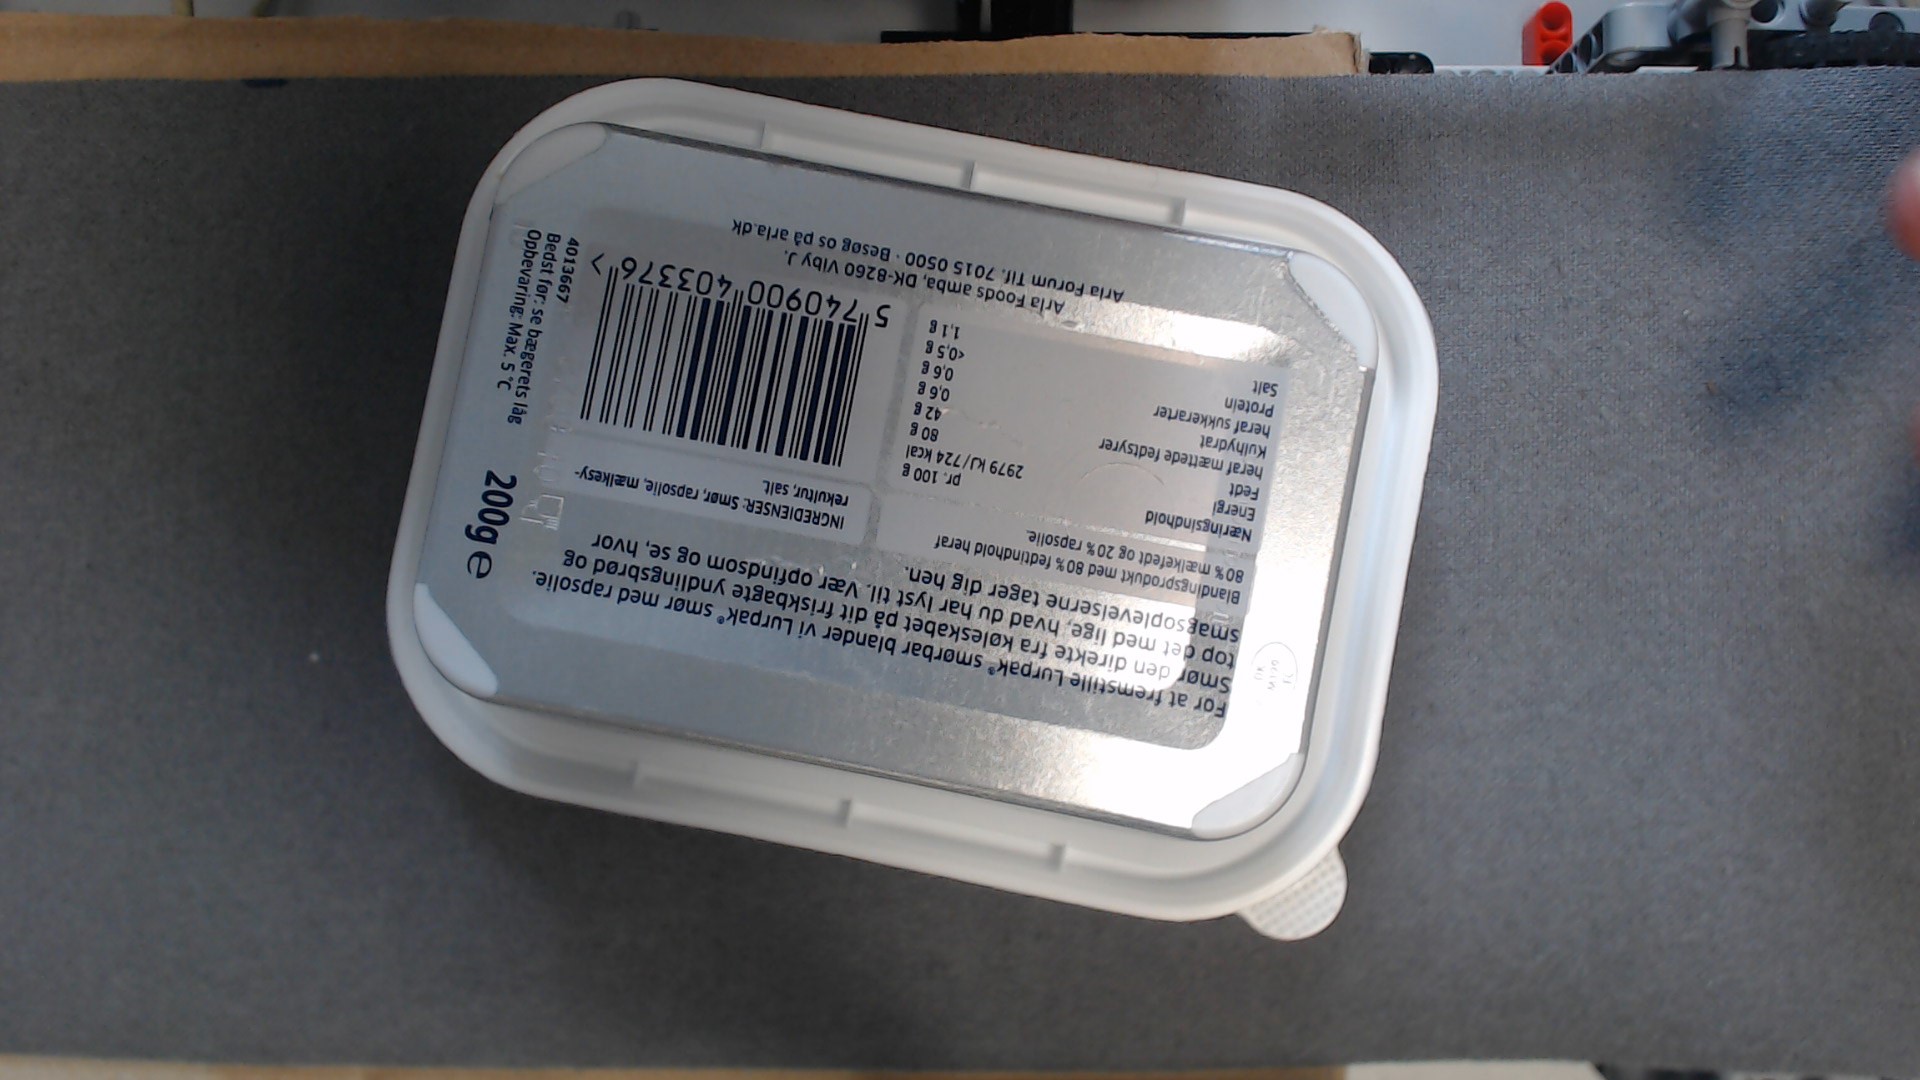 For at fremstille Lurpak® smørbar blander vi Lurpak® smør med rapsolie.
Smør den direkte fra køleskabet på dit friskbagte yndlingsbrød og
top det med lige, hvad du har lyst til. Vær opfindsom og se, hvor
smagsoplevelserne tager dig hen.
Blandingsprodukt med 80% fedtindhold heraf
80% mælkefedt og 20% rapsolie.
Næringsindhold pr. 100 g
Energi 2979 kJ/724 kcal
Fedt 80 g
heraf mættede fedtsyrer 42 g
Kulhydrat 0,6 g
heraf sukkerarter 0,6 g
Protein <0,5 g
Salt 1,1 g
INGREDIENSER: Smør, rapsolie, mælkesy-
rekultur, salt.
5 740900 403376 >
Arla Foods amba, DK-8260 Viby J.
Arla Forum Tlf. 7015 0500 · Besøg os på arla.dk
200g e
4013667
Bedst før: se bægerets låg
Opbevaring: Max. 5 °C
DK